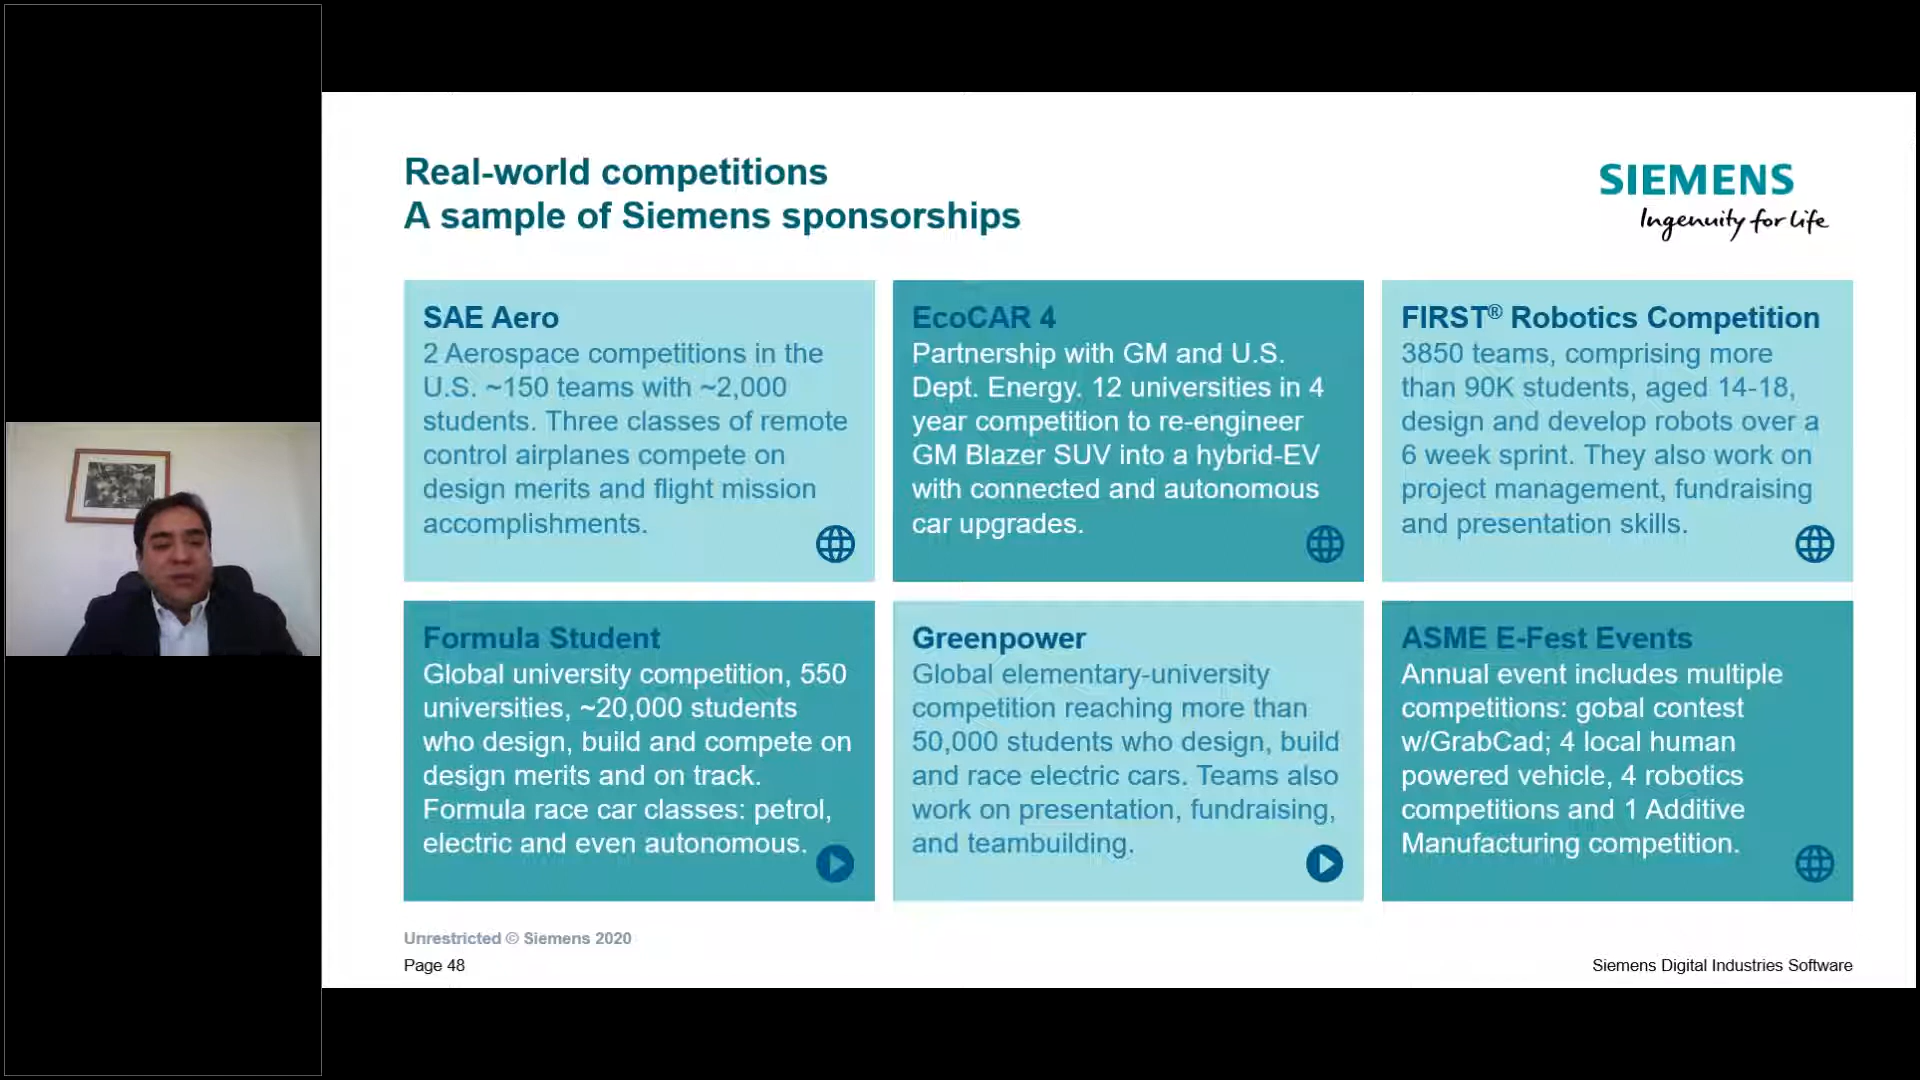 Real-world competitions
A sample of Siemens sponsorships
SIEMENS
Ingenuity for life
SAE Aero
2 Aerospace competitions in the
U.S. ~150 teams with ~2,000
students. Three classes of remote
control airplanes compete on
design merits and flight mission
accomplishments.
EcoCAR 4
Partnership with GM and U.S.
Dept. Energy. 12 universities in 4
year competition to re-engineer
GM Blazer SUV into a hybrid-EV
with connected and autonomous
car upgrades.
FIRST® Robotics Competition
3850 teams, comprising more
than 90K students, aged 14-18,
design and develop robots over a
6 week sprint. They also work on
project management, fundraising
and presentation skills.
Formula Student
Global university competition, 550
universities, ~20,000 students
who design, build and compete on
design merits and on track.
Formula race car classes: petrol,
electric and even autonomous.
Greenpower
Global elementary-university
competition reaching more than
50,000 students who design, build
and race electric cars. Teams also
work on presentation, fundraising,
and teambuilding.
ASME E-Fest Events
Annual event includes multiple
competitions: gobal contest
w/GrabCad; 4 local human
powered vehicle, 4 robotics
competitions and 1 Additive
Manufacturing competition.
Unrestricted © Siemens 2020
Page 48
Siemens Digital Industries Software